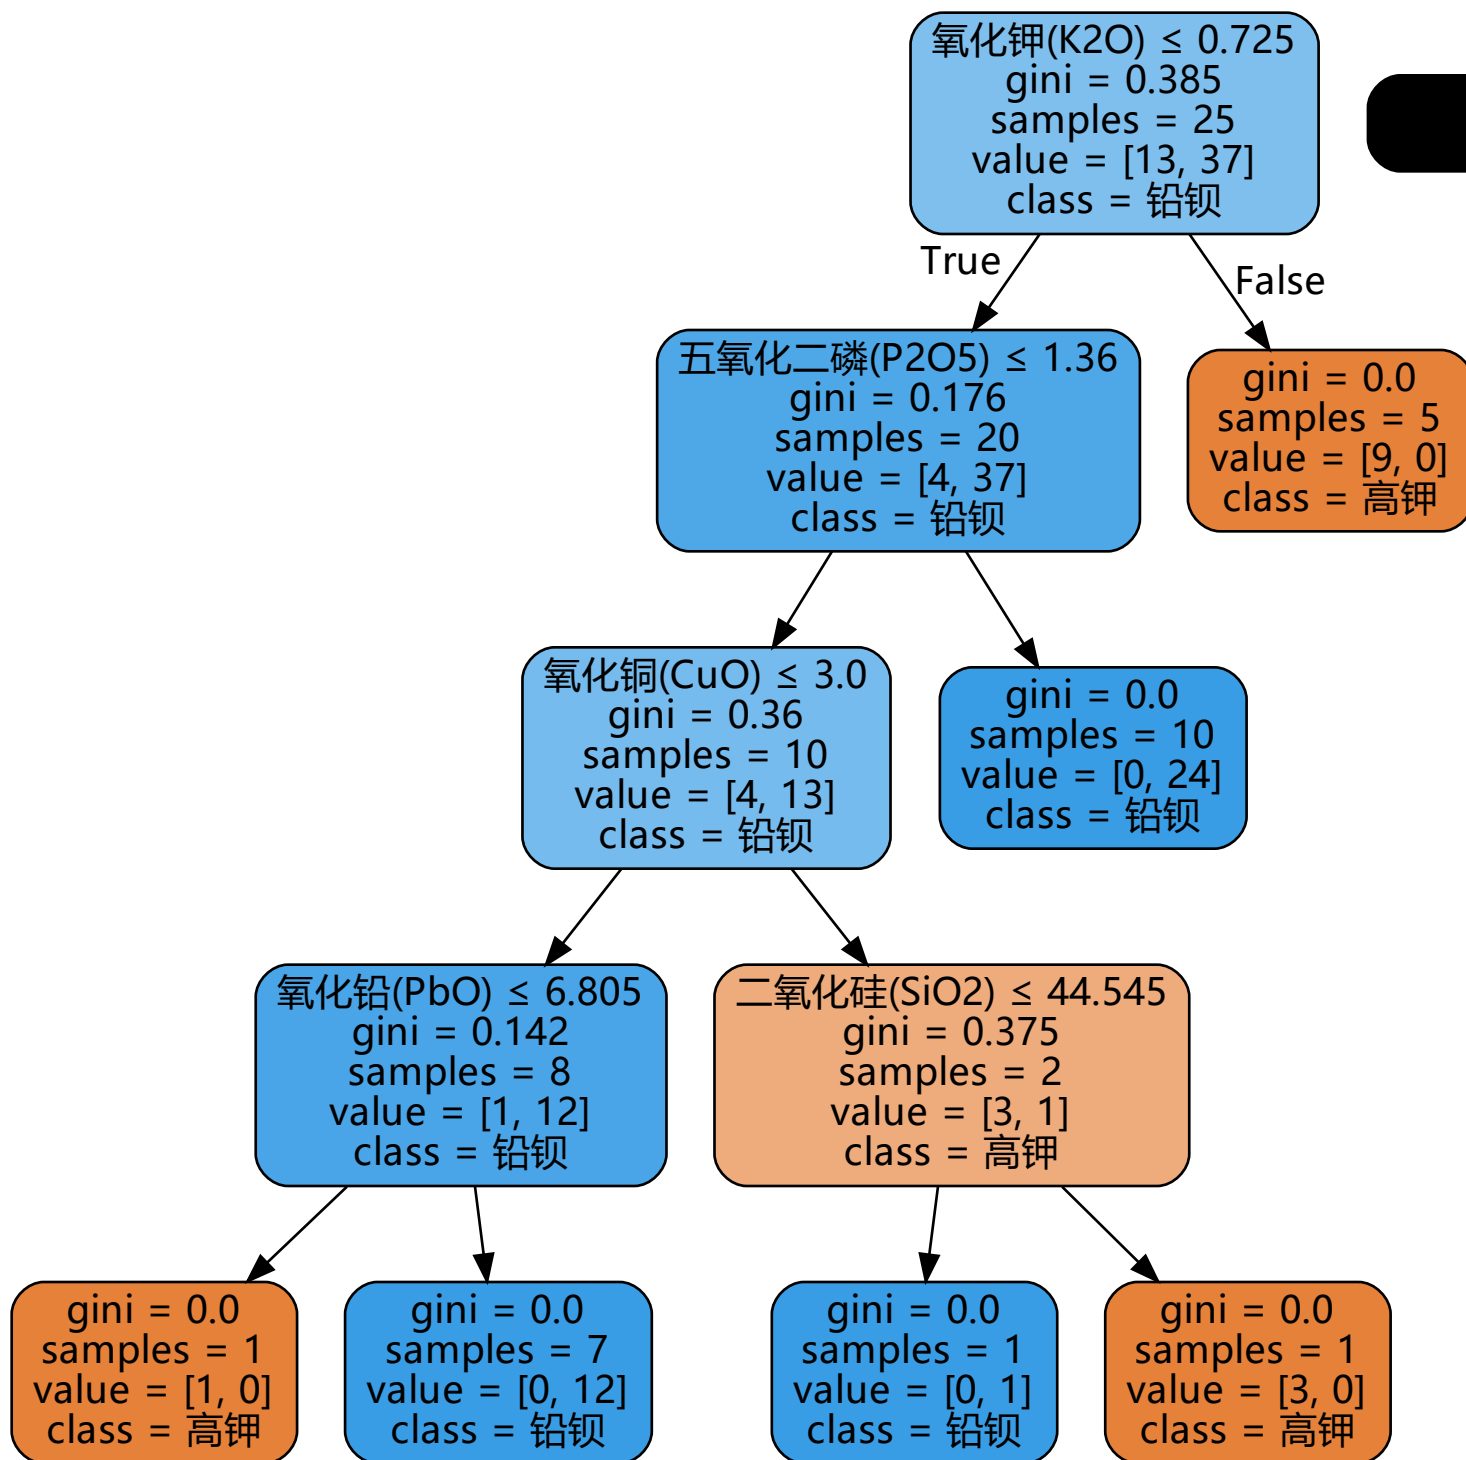 氧化钾(K2O) ≤ 0.725
gini = 0.385
samples = 25
value = [13, 37]
class = 铅钡
True
False
五氧化二磷(P2O5) ≤ 1.36
gini = 0.176
samples = 20
value = [4, 37]
class = 铅钡
gini = 0.0
samples = 5
value = [9, 0]
class = 高钾
氧化铜(CuO) ≤ 3.0
gini = 0.36
samples = 10
value = [4, 13]
class = 铅钡
gini = 0.0
samples = 10
value = [0, 24]
class = 铅钡
氧化铅(PbO) ≤ 6.805
gini = 0.142
samples = 8
value = [1, 12]
class = 铅钡
二氧化硅(SiO2) ≤ 44.545
gini = 0.375
samples = 2
value = [3, 1]
class = 高钾
gini = 0.0
samples = 1
value = [1, 0]
class = 高钾
gini = 0.0
samples = 7
value = [0, 12]
class = 铅钡
gini = 0.0
samples = 1
value = [0, 1]
class = 铅钡
gini = 0.0
samples = 1
value = [3, 0]
class = 高钾